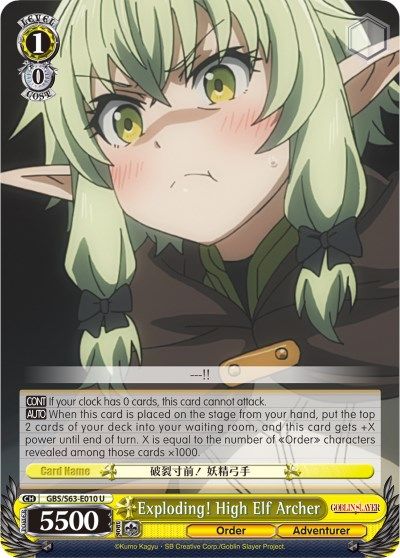 LEVEL
1
0
COST
---!!
CONT If your clock has 0 cards, this card cannot attack.
AUTO When this card is placed on the stage from your hand, put the top
2 cards of your deck into your waiting room, and this card gets +X
power until end of turn. X is equal to the number of «Order» characters
revealed among those cards ×1000.
Card Name
破裂寸前！ 妖精弓手
CH GBS/S63-E010 U
Exploding! High Elf Archer
GOBLIN SLAYER
5500
Order
Adventurer
©Kumo Kagyu・SB Creative Corp./Goblin Slayer Project.